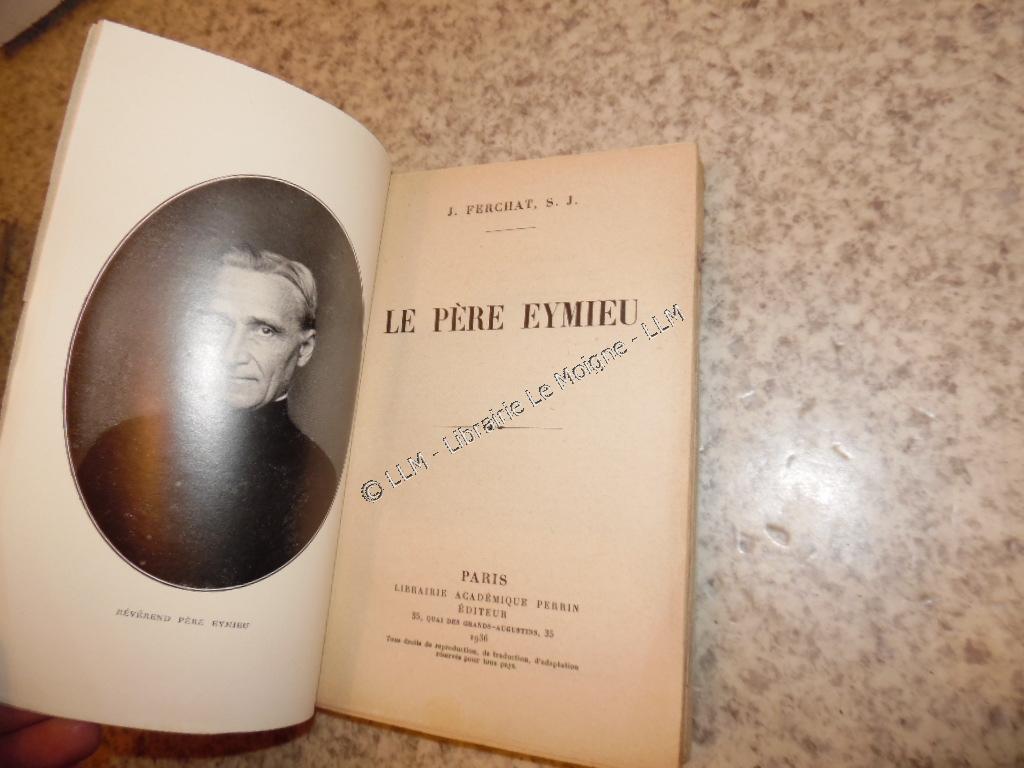 RÉVÉREND PÈRE EYMIEU
J. FERCHAT, S. J.
LE PÈRE EYMIEU
© LLM - Librairie Le Moigne - LLM
PARIS
LIBRAIRIE ACADÉMIQUE PERRIN
ÉDITEUR
35, QUAI DES GRANDS-AUGUSTINS, 35
1936
Tous droits de reproduction, de traduction, d'adaptation
réservés pour tous pays.